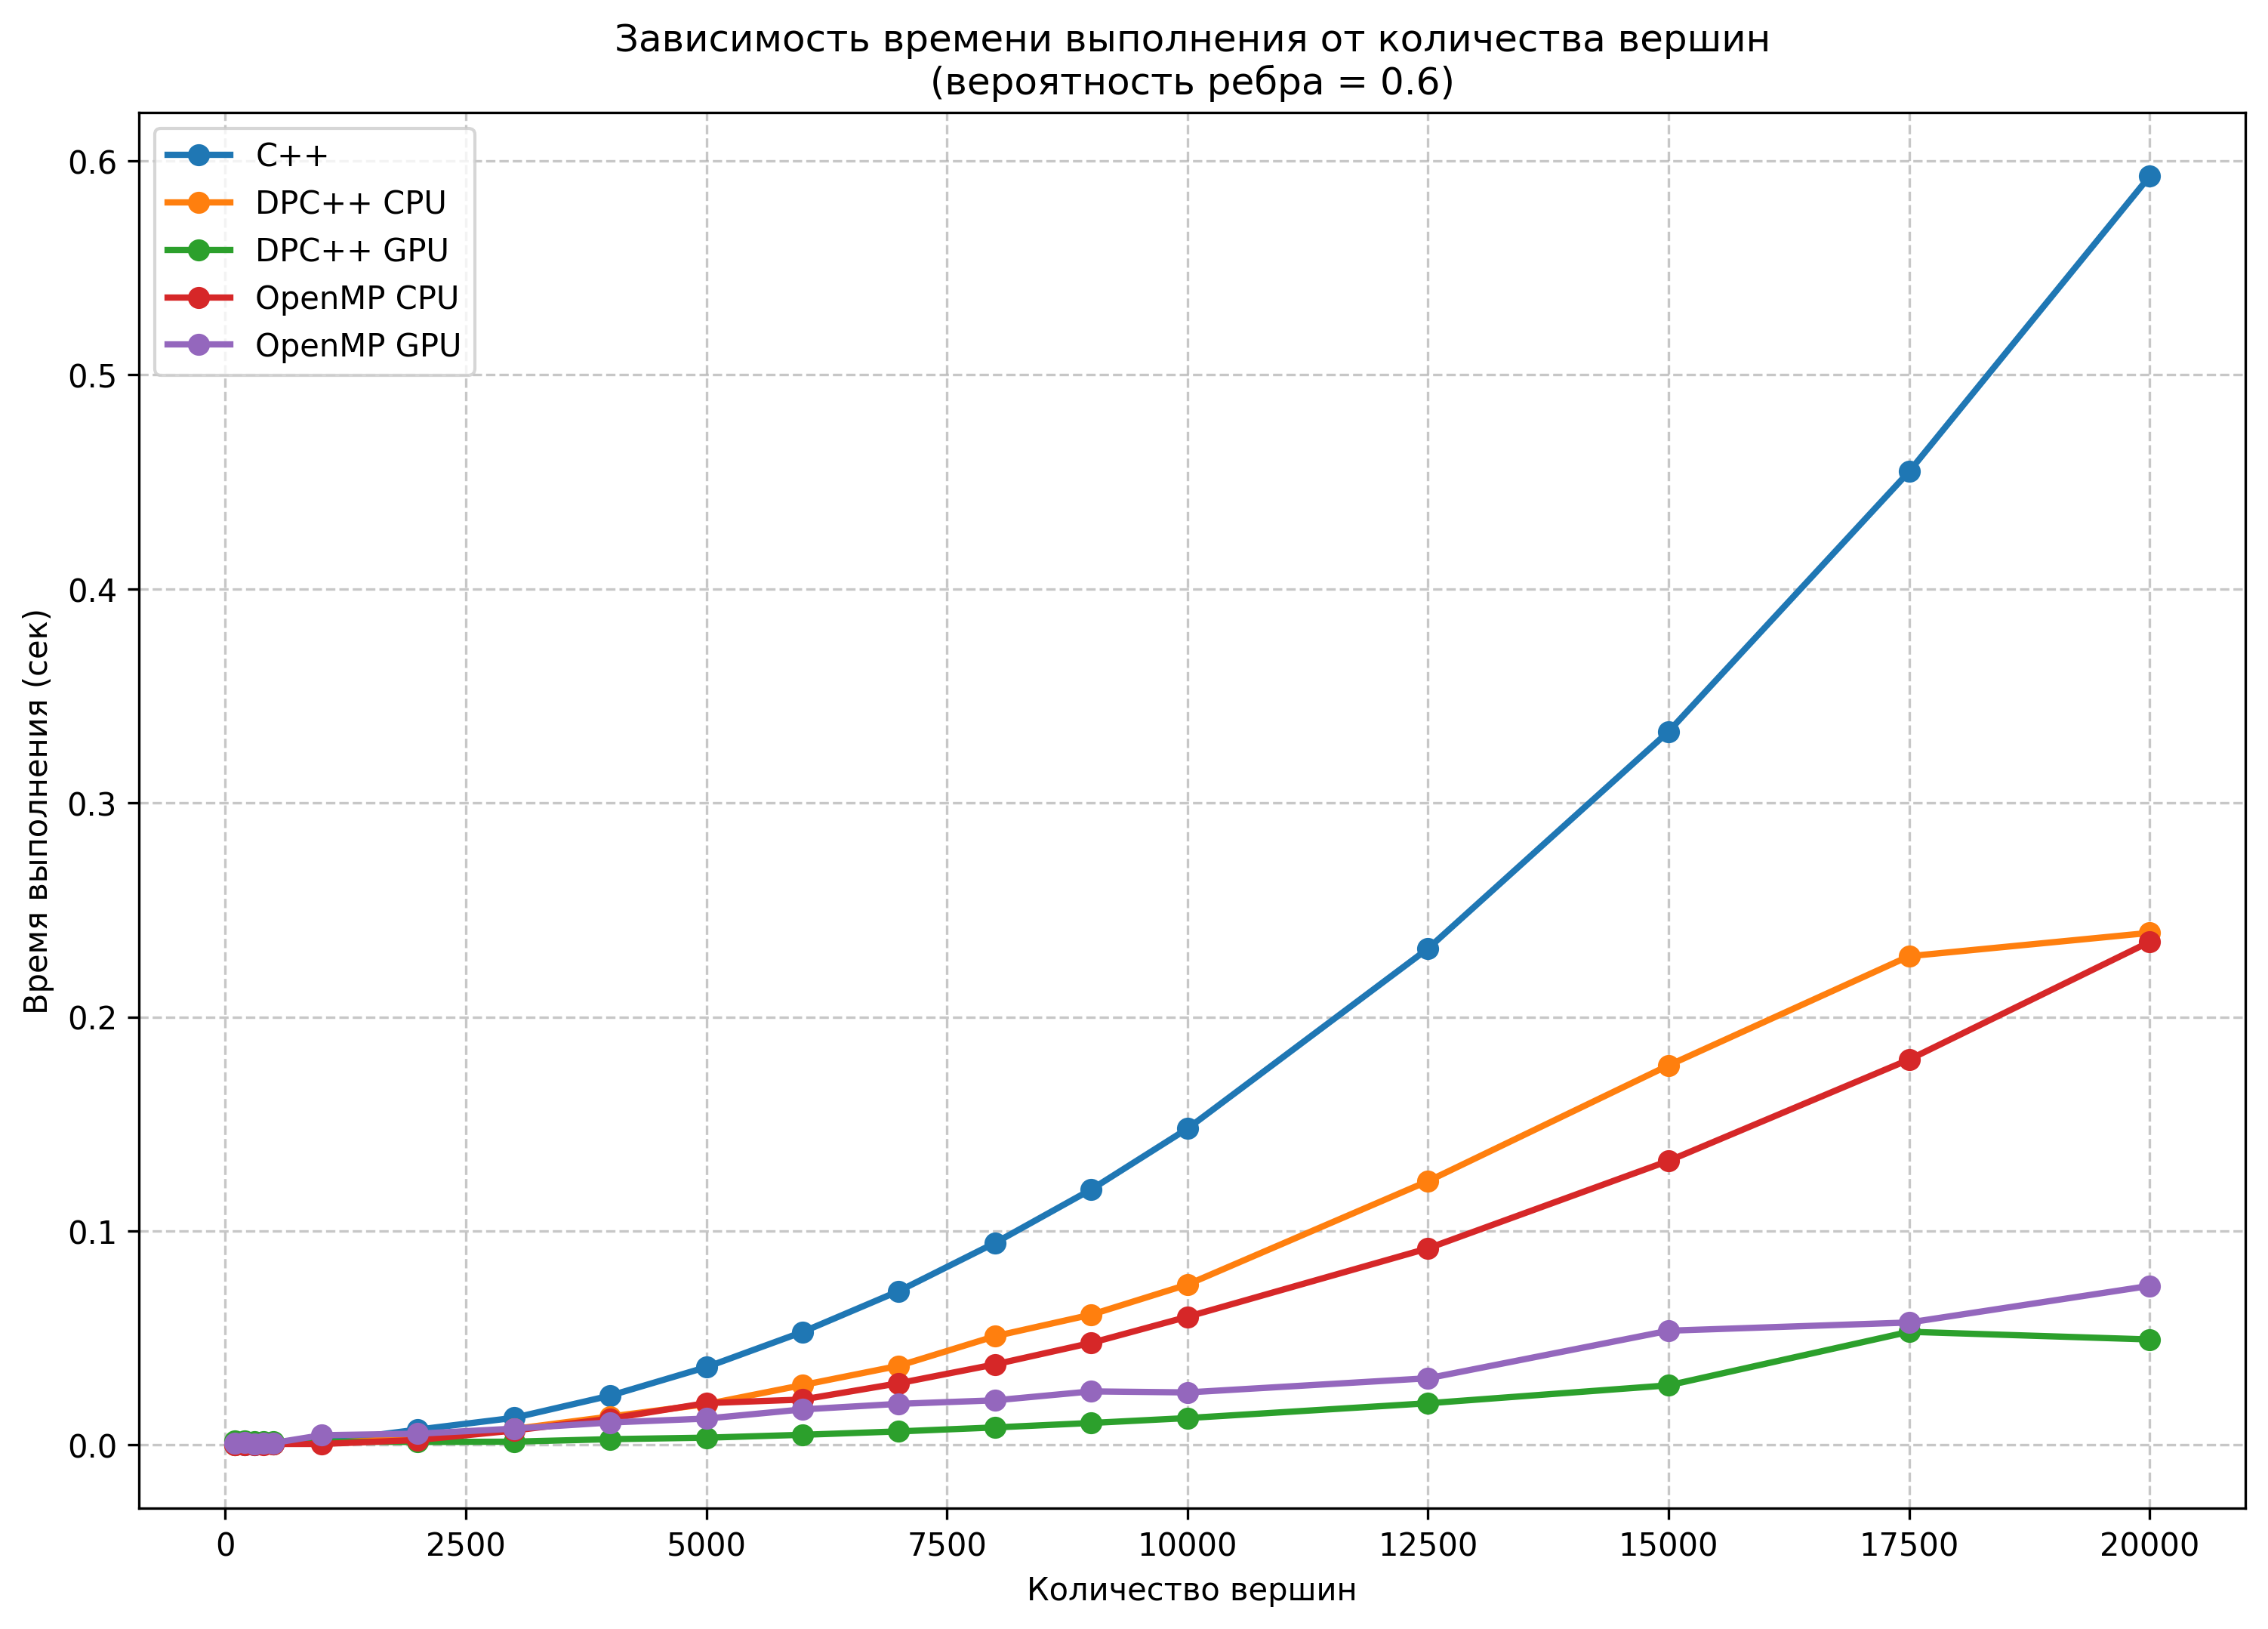 Зависимость времени выполнения от количества вершин
(вероятность ребра = 0.6)
C++
DPC++ CPU
DPC++ GPU
OpenMP CPU
OpenMP GPU
Время выполнения (сек)
0.6
0.5
0.4
0.3
0.2
0.1
0.0
0 2500 5000 7500 10000 12500 15000 17500 20000
Количество вершин